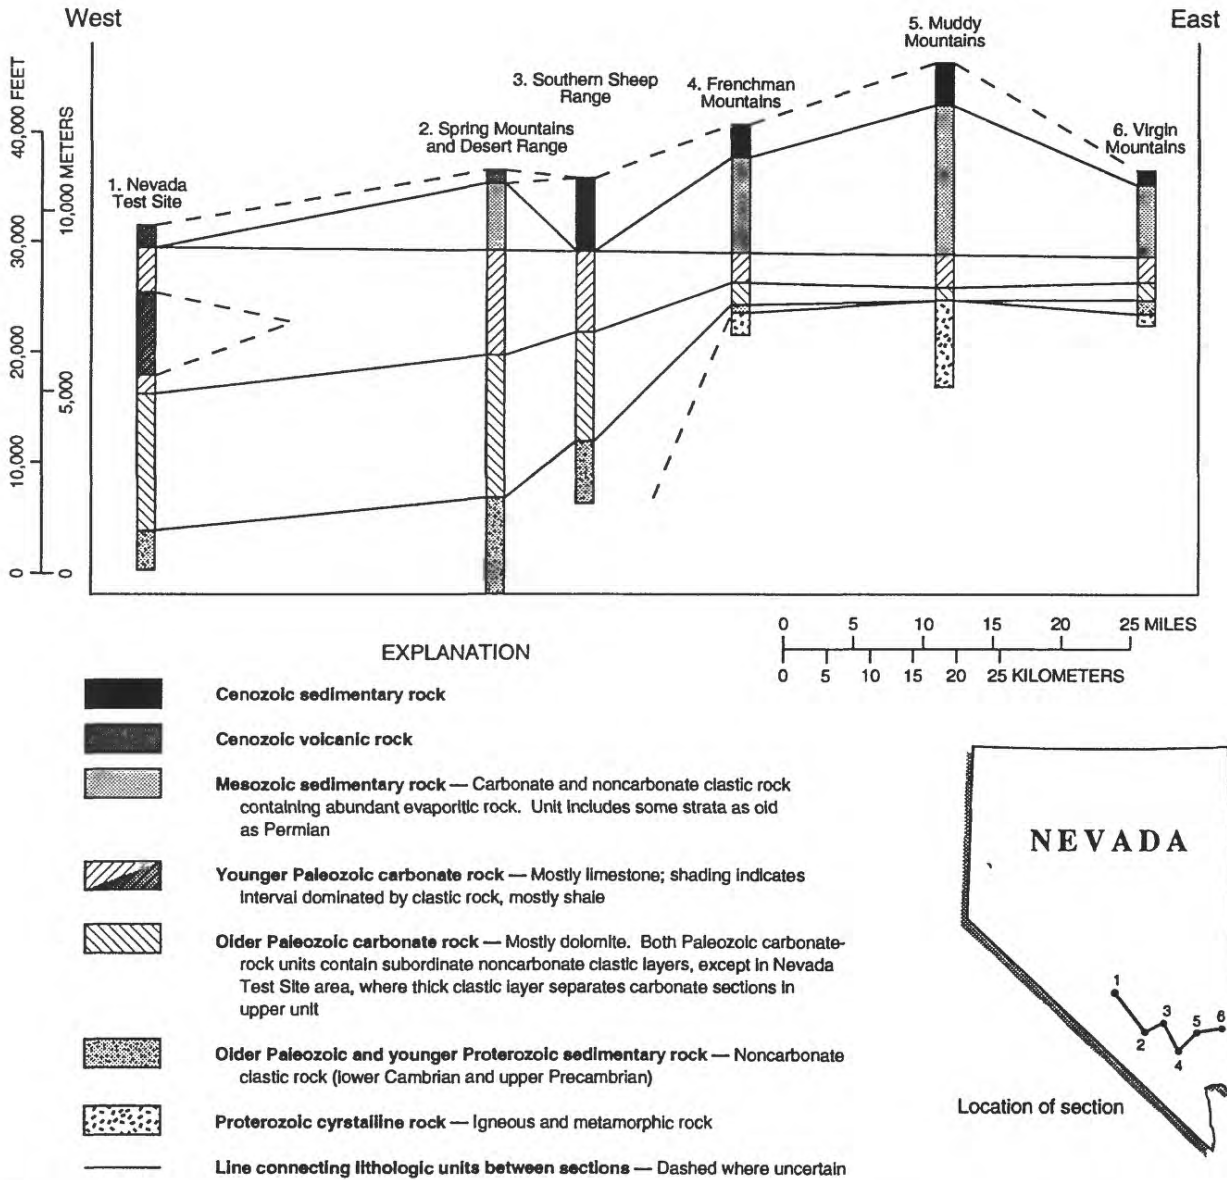 West
East
5. Muddy
Mountains
3. Southern Sheep
Range
4. Frenchman
Mountains
2. Spring Mountains
and Desert Range
6. Virgin
Mountains
1. Nevada
Test Site
40,000 FEET
30,000
20,000
10,000
0
10,000 METERS
5,000
0
0 5 10 15 20 25 MILES
0 5 10 15 20 25 KILOMETERS
EXPLANATION
Cenozoic sedimentary rock
Cenozoic volcanic rock
Mesozoic sedimentary rock — Carbonate and noncarbonate clastic rock
containing abundant evaporitic rock. Unit includes some strata as old
as Permian
Younger Paleozoic carbonate rock — Mostly limestone; shading indicates
interval dominated by clastic rock, mostly shale
Older Paleozoic carbonate rock — Mostly dolomite. Both Paleozoic carbonate-
rock units contain subordinate noncarbonate clastic layers, except in Nevada
Test Site area, where thick clastic layer separates carbonate sections in
upper unit
Older Paleozoic and younger Proterozoic sedimentary rock — Noncarbonate
clastic rock (lower Cambrian and upper Precambrian)
Proterozoic cyrstalline rock — Igneous and metamorphic rock
Line connecting lithologic units between sections — Dashed where uncertain
NEVADA
1
2
3
4
5
6
Location of section